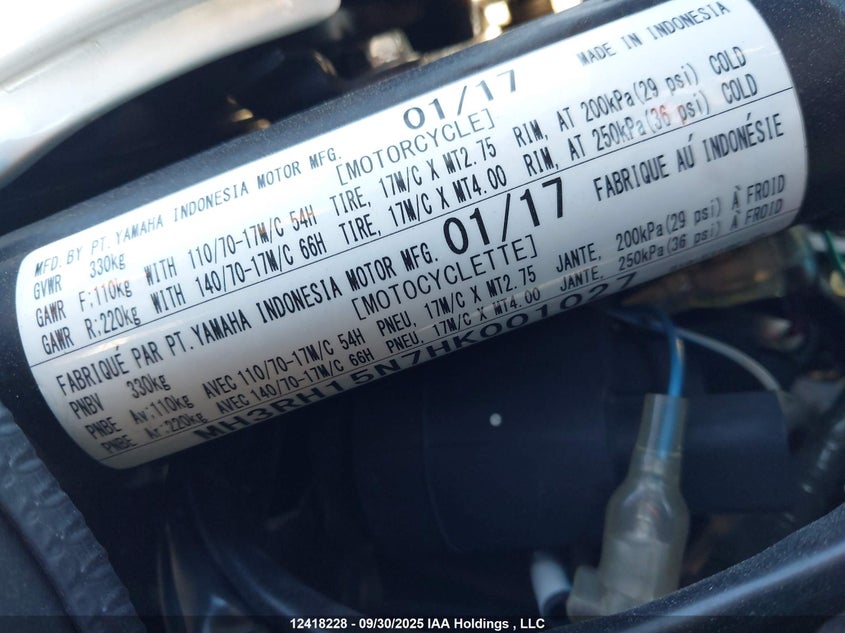 MFD. BY PT. YAMAHA INDONESIA MOTOR MFG. 01/17 MADE IN INDONESIA
GVWR 330kg [MOTORCYCLE]
GAWR F:110kg WITH 110/70-17M/C 54H TIRE, 17M/C X MT2.75 RIM, AT 200kPa(29 psi) COLD
GAWR R:220kg WITH 140/70-17M/C 66H TIRE, 17M/C X MT4.00 RIM, AT 250kPa(36 psi) COLD
FABRIQUÉ PAR PT. YAMAHA INDONESIA MOTOR MFG. 01/17 FABRIQUE AÚ INDONÉSIE
PNBV 330kg [MOTOCYCLETTE]
PNBE Av:110kg AVEC 110/70-17M/C 54H PNEU, 17M/C X MT2.75 JANTE, 200kPa(29 psi) À FROID
PNBE Ar:220kg AVEC 140/70-17M/C 66H PNEU, 17M/C X MT4.00 JANTE, 250kPa(36 psi) À FROID
MH3RH15N7HK001027
12418228 - 09/30/2025 IAA Holdings , LLC